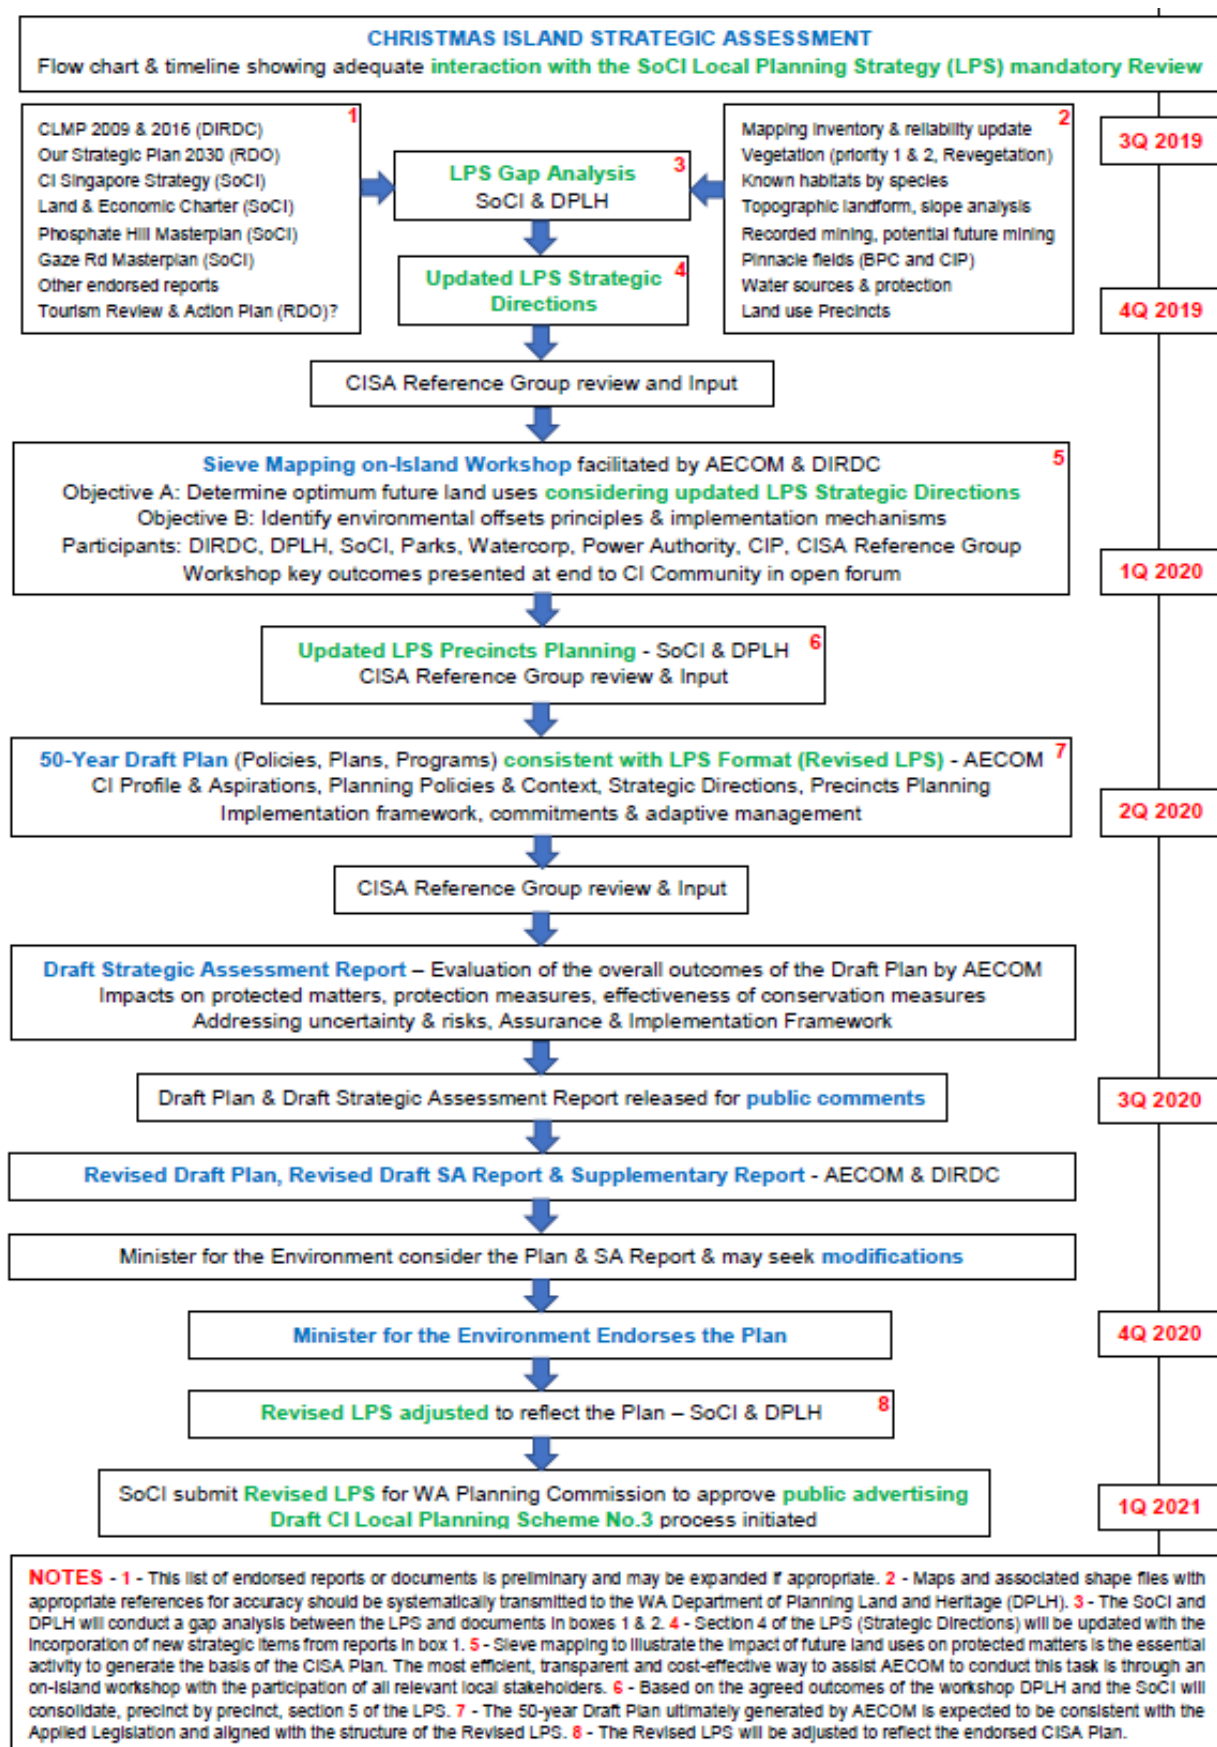 CHRISTMAS ISLAND STRATEGIC ASSESSMENT
Flow chart & timeline showing adequate interaction with the SoCI Local Planning Strategy (LPS) mandatory Review
1
CLMP 2009 & 2016 (DIRDC)
Our Strategic Plan 2030 (RDO)
CI Singapore Strategy (SoCI)
Land & Economic Charter (SoCI)
Phosphate Hill Masterplan (SoCI)
Gaze Rd Masterplan (SoCI)
Other endorsed reports
Tourism Review & Action Plan (RDO)?
3
LPS Gap Analysis
SoCI & DPLH
2
Mapping inventory & reliability update
Vegetation (priority 1 & 2, Revegetation)
Known habitats by species
Topographic landform, slope analysis
Recorded mining, potential future mining
Pinnacle fields (BPC and CIP)
Water sources & protection
Land use Precincts
3Q 2019
4
Updated LPS Strategic
Directions
4Q 2019
CISA Reference Group review and Input
5
Sieve Mapping on-Island Workshop facilitated by AECOM & DIRDC
Objective A: Determine optimum future land uses considering updated LPS Strategic Directions
Objective B: Identify environmental offsets principles & implementation mechanisms
Participants: DIRDC, DPLH, SoCI, Parks, Watercorp, Power Authority, CIP, CISA Reference Group
Workshop key outcomes presented at end to CI Community in open forum
1Q 2020
6
Updated LPS Precincts Planning - SoCI & DPLH
CISA Reference Group review & Input
7
50-Year Draft Plan (Policies, Plans, Programs) consistent with LPS Format (Revised LPS) - AECOM
CI Profile & Aspirations, Planning Policies & Context, Strategic Directions, Precincts Planning
Implementation framework, commitments & adaptive management
2Q 2020
CISA Reference Group review & Input
Draft Strategic Assessment Report – Evaluation of the overall outcomes of the Draft Plan by AECOM
Impacts on protected matters, protection measures, effectiveness of conservation measures
Addressing uncertainty & risks, Assurance & Implementation Framework
Draft Plan & Draft Strategic Assessment Report released for public comments
3Q 2020
Revised Draft Plan, Revised Draft SA Report & Supplementary Report - AECOM & DIRDC
Minister for the Environment consider the Plan & SA Report & may seek modifications
Minister for the Environment Endorses the Plan
4Q 2020
8
Revised LPS adjusted to reflect the Plan – SoCI & DPLH
SoCI submit Revised LPS for WA Planning Commission to approve public advertising
Draft CI Local Planning Scheme No.3 process initiated
1Q 2021
NOTES - 1 - This list of endorsed reports or documents is preliminary and may be expanded if appropriate. 2 - Maps and associated shape files with
appropriate references for accuracy should be systematically transmitted to the WA Department of Planning Land and Heritage (DPLH). 3 - The SoCI and
DPLH will conduct a gap analysis between the LPS and documents in boxes 1 & 2. 4 - Section 4 of the LPS (Strategic Directions) will be updated with the
incorporation of new strategic items from reports in box 1. 5 - Sieve mapping to illustrate the impact of future land uses on protected matters is the essential
activity to generate the basis of the CISA Plan. The most efficient, transparent and cost-effective way to assist AECOM to conduct this task is through an
on-island workshop with the participation of all relevant local stakeholders. 6 - Based on the agreed outcomes of the workshop DPLH and the SoCI will
consolidate, precinct by precinct, section 5 of the LPS. 7 - The 50-year Draft Plan ultimately generated by AECOM is expected to be consistent with the
Applied Legislation and aligned with the structure of the Revised LPS. 8 - The Revised LPS will be adjusted to reflect the endorsed CISA Plan.